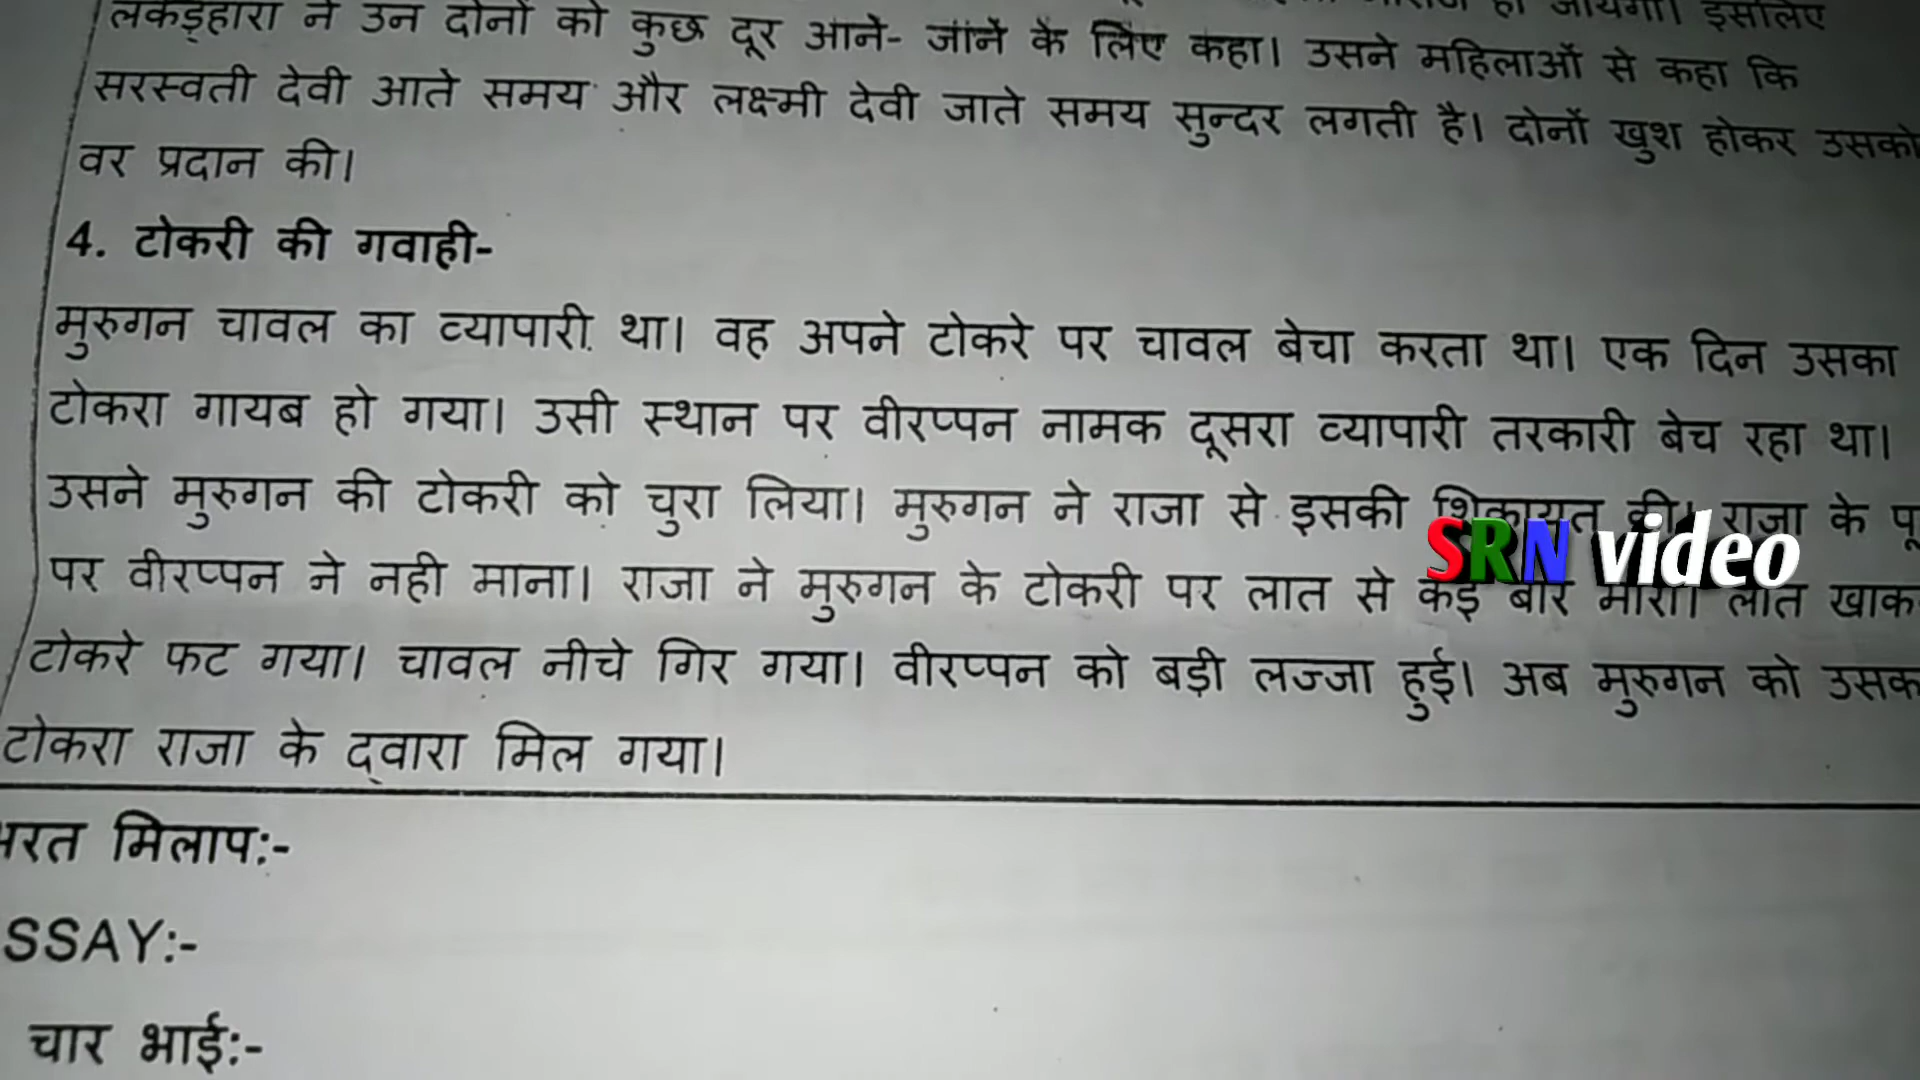 लकड़हारा ने उन दोनों को कुछ दूर आने- जाने के लिए कहा। उसने महिलाओं से कहा कि
सरस्वती देवी आते समय और लक्ष्मी देवी जाते समय सुन्दर लगती है। दोनों खुश होकर उसको
वर प्रदान की।
4. टोकरी की गवाही-
मुरुगन चावल का व्यापारी था। वह अपने टोकरे पर चावल बेचा करता था। एक दिन उसका
टोकरा गायब हो गया। उसी स्थान पर वीरप्पन नामक दूसरा व्यापारी तरकारी बेच रहा था।
उसने मुरुगन की टोकरी को चुरा लिया। मुरुगन ने राजा से इसकी शिकायत की। राजा के
पर वीरप्पन ने नही माना। राजा ने मुरुगन के टोकरी पर लात से कई बार मारा। लात
टोकरे फट गया। चावल नीचे गिर गया। वीरप्पन को बड़ी लज्जा हुई। अब मुरुगन को
टोकरा राजा के द्वारा मिल गया।
मिलाप:-
SSAY:-
चार भाई:-
SRN video